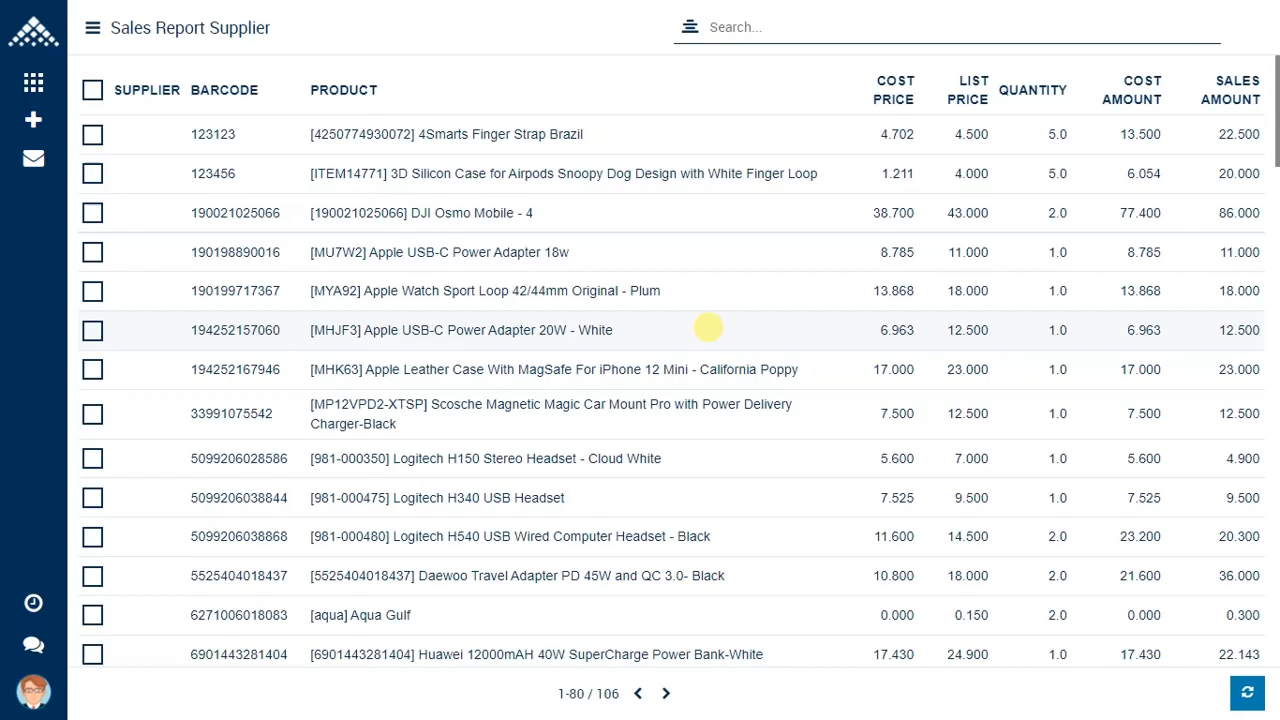 Sales Report Supplier
Search...
SUPPLIER BARCODE PRODUCT COST PRICE LIST PRICE QUANTITY COST AMOUNT SALES AMOUNT
123123 [4250774930072] 4Smarts Finger Strap Brazil 4.702 4.500 5.0 13.500 22.500
123456 [ITEM14771] 3D Silicon Case for Airpods Snoopy Dog Design with White Finger Loop 1.211 4.000 5.0 6.054 20.000
190021025066 [190021025066] DJI Osmo Mobile - 4 38.700 43.000 2.0 77.400 86.000
190198890016 [MU7W2] Apple USB-C Power Adapter 18w 8.785 11.000 1.0 8.785 11.000
190199717367 [MYA92] Apple Watch Sport Loop 42/44mm Original - Plum 13.868 18.000 1.0 13.868 18.000
194252157060 [MHJF3] Apple USB-C Power Adapter 20W - White 6.963 12.500 1.0 6.963 12.500
194252167946 [MHK63] Apple Leather Case With MagSafe For iPhone 12 Mini - California Poppy 17.000 23.000 1.0 17.000 23.000
33991075542 [MP12VPD2-XTSP] Scosche Magnetic Magic Car Mount Pro with Power Delivery
Charger-Black 7.500 12.500 1.0 7.500 12.500
5099206028586 [981-000350] Logitech H150 Stereo Headset - Cloud White 5.600 7.000 1.0 5.600 4.900
5099206038844 [981-000475] Logitech H340 USB Headset 7.525 9.500 1.0 7.525 9.500
5099206038868 [981-000480] Logitech H540 USB Wired Computer Headset - Black 11.600 14.500 2.0 23.200 20.300
5525404018437 [5525404018437] Daewoo Travel Adapter PD 45W and QC 3.0- Black 10.800 18.000 2.0 21.600 36.000
6271006018083 [aqua] Aqua Gulf 0.000 0.150 2.0 0.000 0.300
6901443281404 [6901443281404] Huawei 12000mAH 40W SuperCharge Power Bank-White 17.430 24.900 1.0 17.430 22.143
1-80 / 106